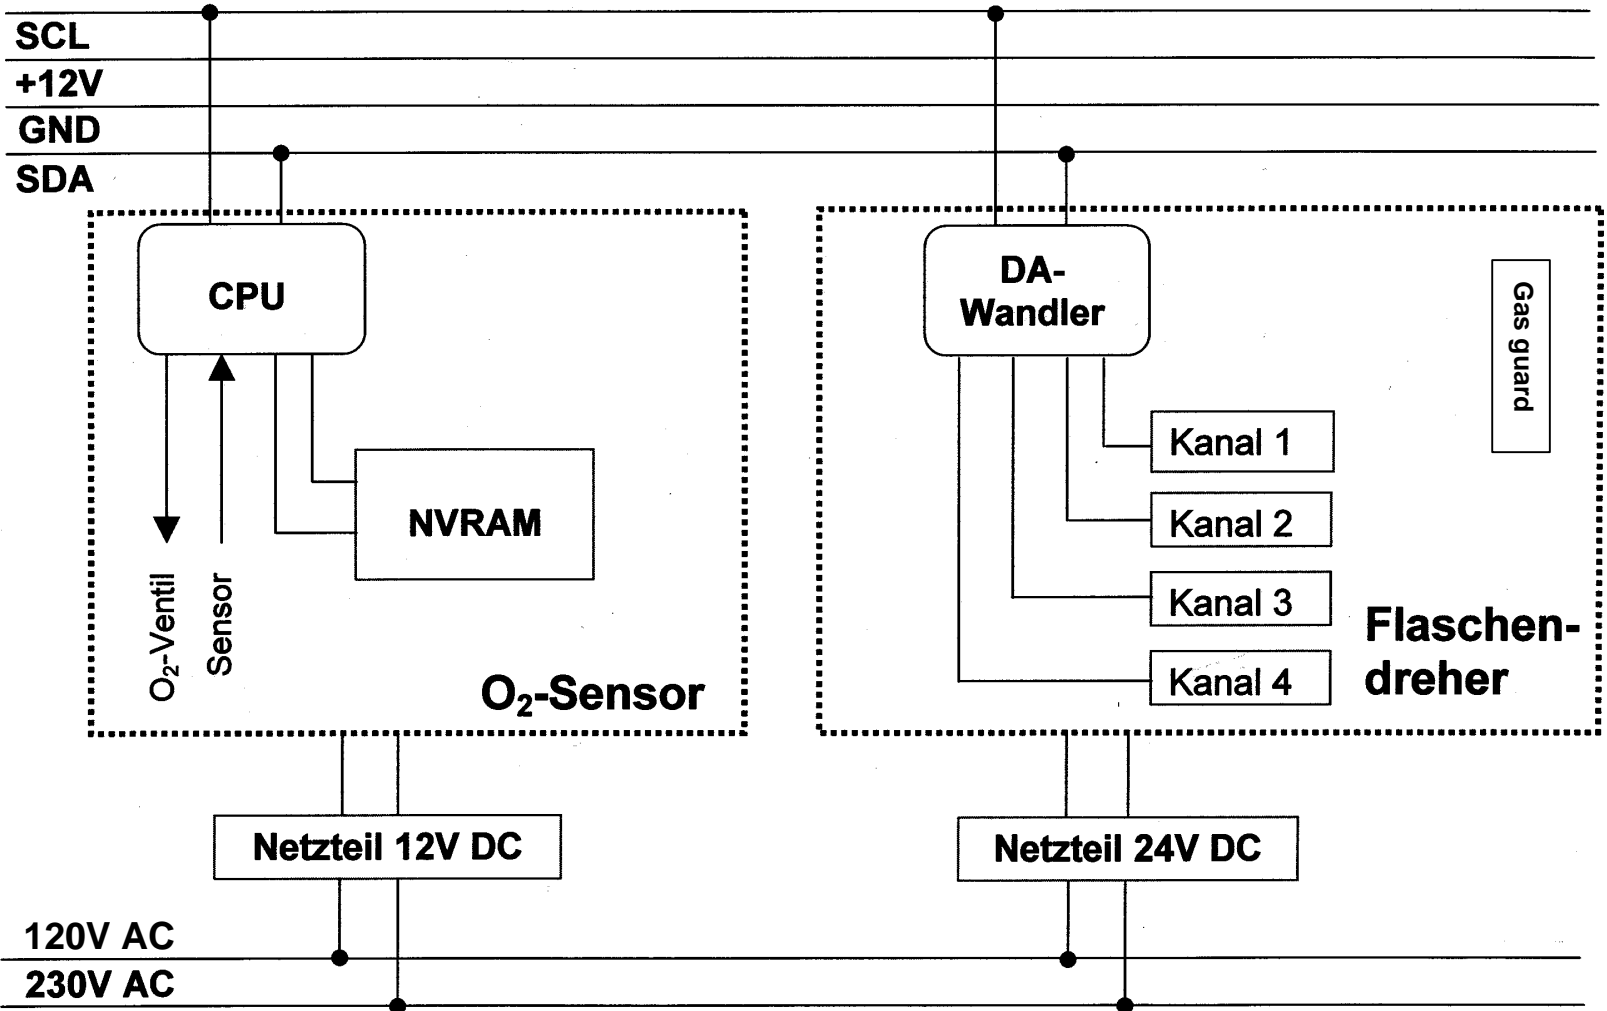 SCL
+12V
GND
SDA
CPU
NVRAM
O₂-Ventil
Sensor
O₂-Sensor
DA-
Wandler
Gas guard
Kanal 1
Kanal 2
Kanal 3
Kanal 4
Flaschen-
dreher
Netzteil 12V DC
Netzteil 24V DC
120V AC
230V AC